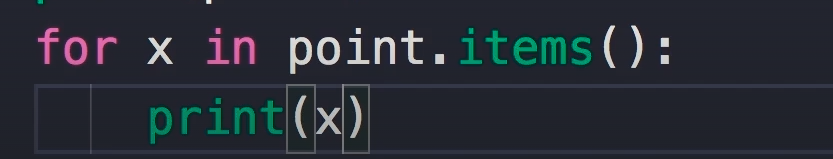 for x in point.items():
    print(x)